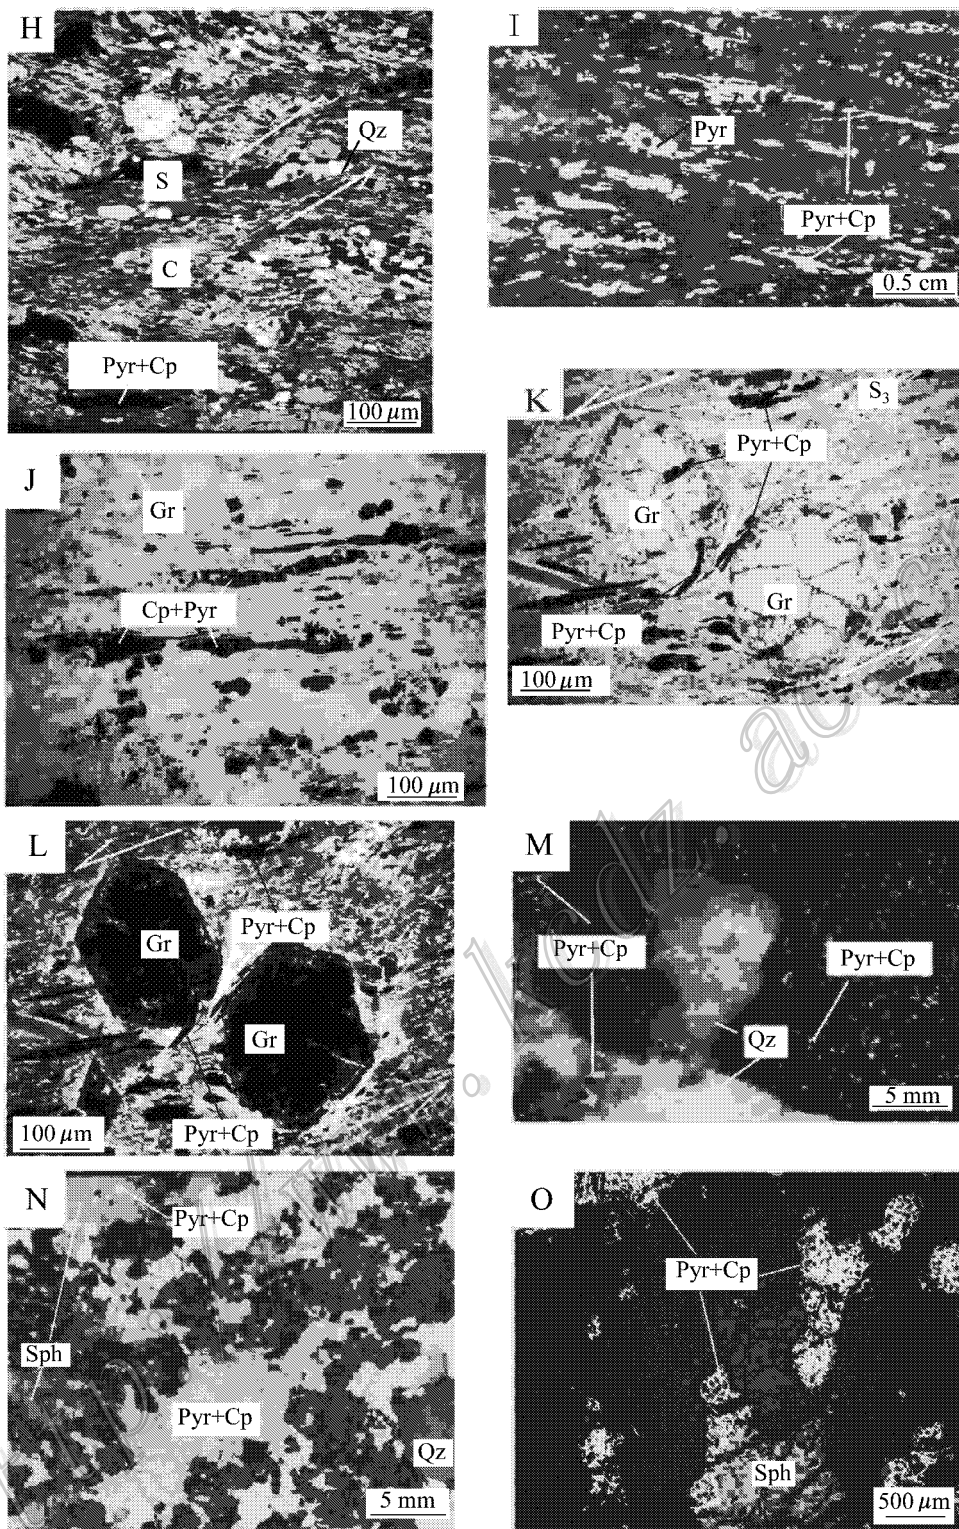 H
Qz
S
C
Pyr+Cp
100 μm
I
Pyr
Pyr+Cp
0.5 cm
J
Gr
Cp+Pyr
100 μm
K
S₃
Pyr+Cp
Gr
Gr
Pyr+Cp
100 μm
L
Gr
Pyr+Cp
Gr
Pyr+Cp
100 μm
M
Pyr+Cp
Pyr+Cp
Qz
5 mm
N
Pyr+Cp
Sph
Pyr+Cp
Qz
5 mm
O
Pyr+Cp
Sph
500 μm